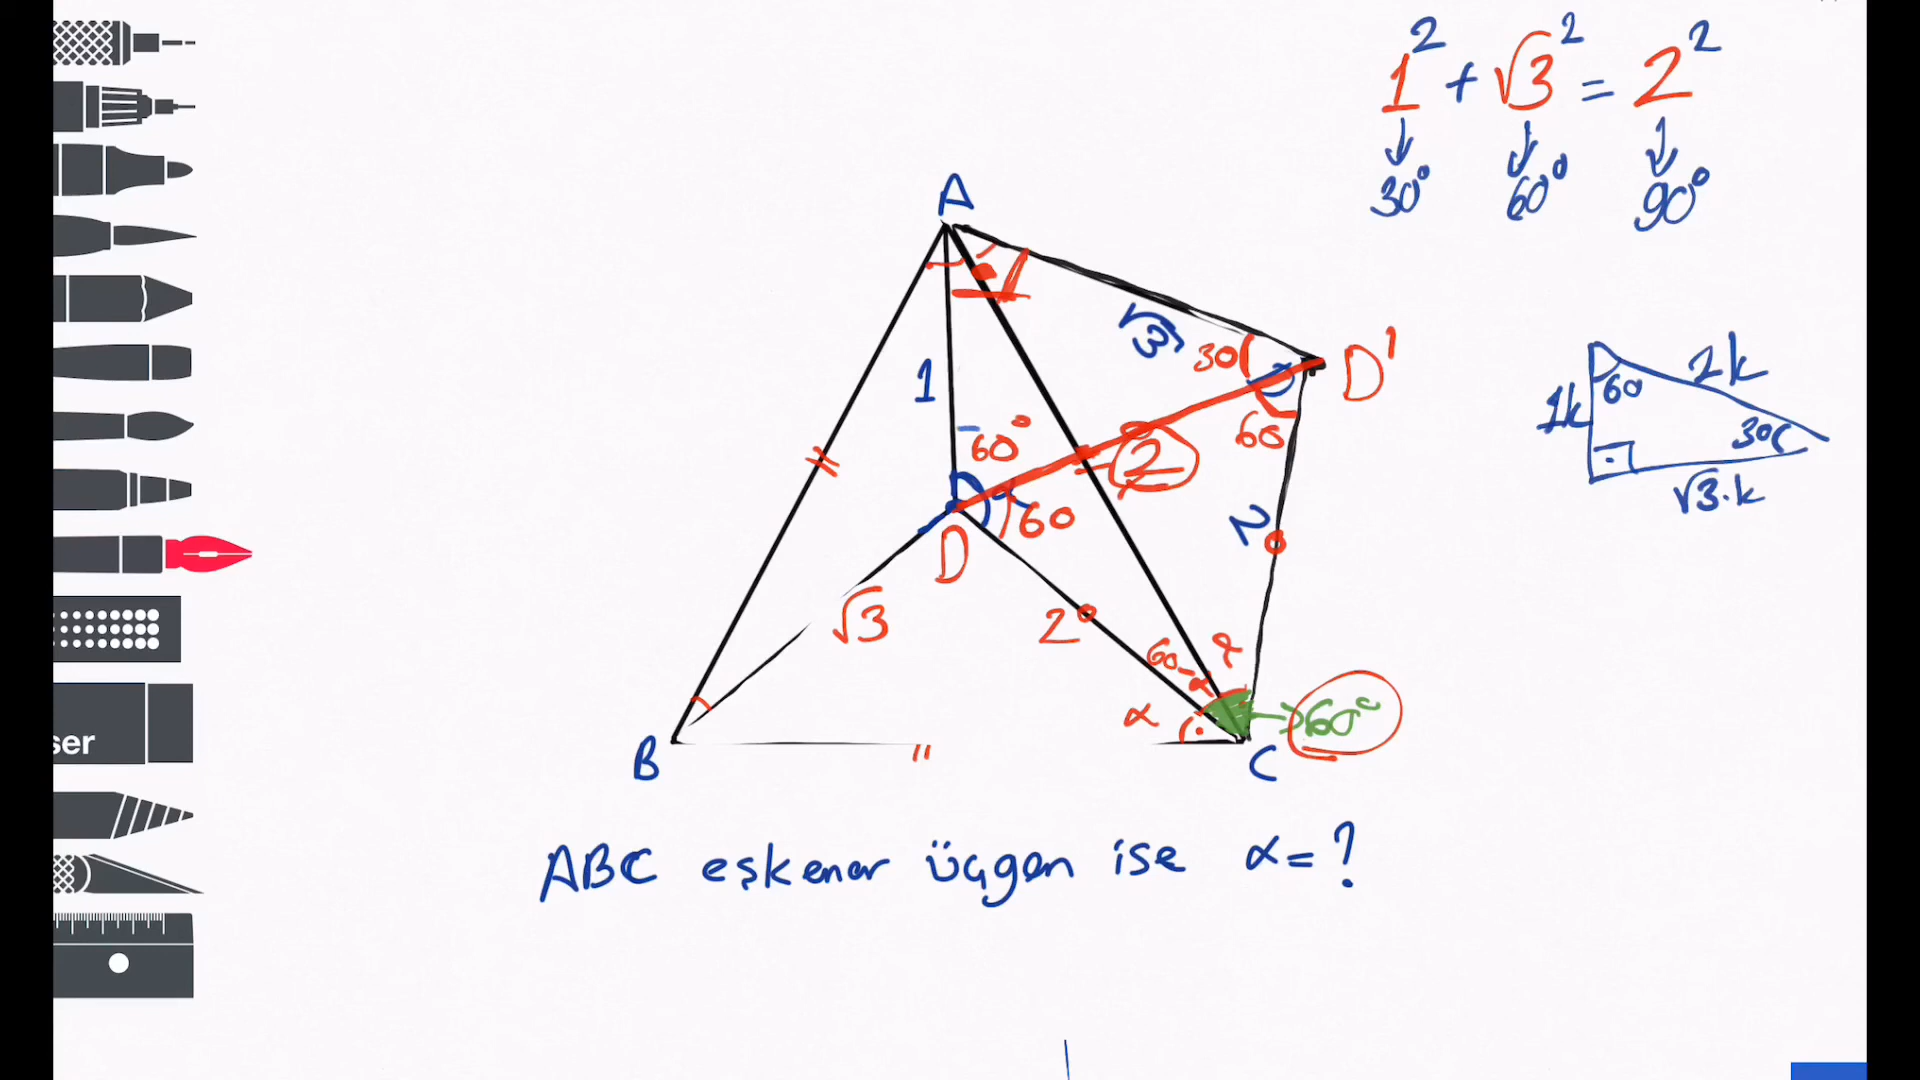 1² + √3² = 2²
30° 60° 90°
A
√3
30
D'
1
60°
2
60
60
2k
60
1k
30
√3·k
D
2
√3
2
60-α
α
α
60°
ser
B
"
C
ABC eşkenar üçgen ise α = ?